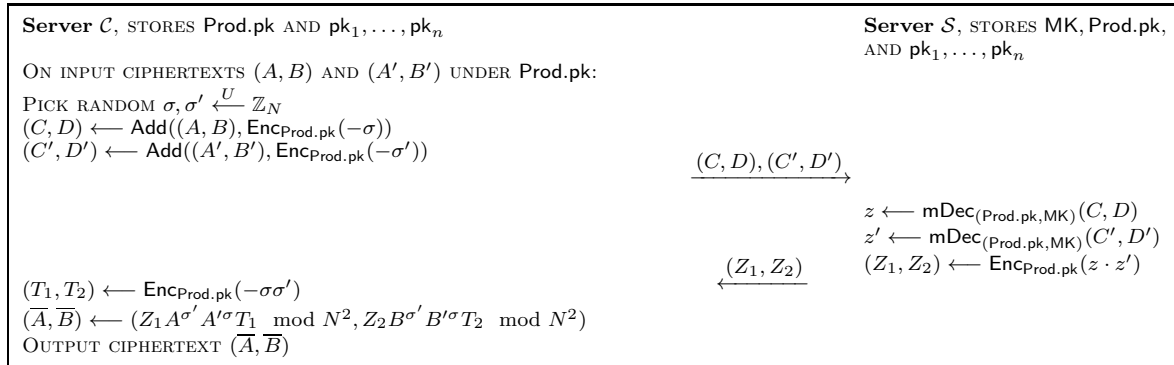 Server 𝒞, STORES Prod.pk AND pk₁, . . . , pkₙ
Server 𝒮, STORES MK, Prod.pk,
AND pk₁, . . . , pkₙ
ON INPUT CIPHERTEXTS (A, B) AND (A′, B′) UNDER Prod.pk:
PICK RANDOM σ, σ′ ←ᵁ ℤ_N
(C, D) ⟵ Add((A, B), Enc_Prod.pk(−σ))
(C′, D′) ⟵ Add((A′, B′), Enc_Prod.pk(−σ′))
(C, D), (C′, D′)
z ⟵ mDec_(Prod.pk,MK)(C, D)
z′ ⟵ mDec_(Prod.pk,MK)(C′, D′)
(Z₁, Z₂) ⟵ Enc_Prod.pk(z · z′)
(Z₁, Z₂)
(T₁, T₂) ⟵ Enc_Prod.pk(−σσ′)
(A̅, B̅) ⟵ (Z₁A^σ′ A′^σ T₁ mod N², Z₂B^σ′ B′^σ T₂ mod N²)
OUTPUT CIPHERTEXT (A̅, B̅)